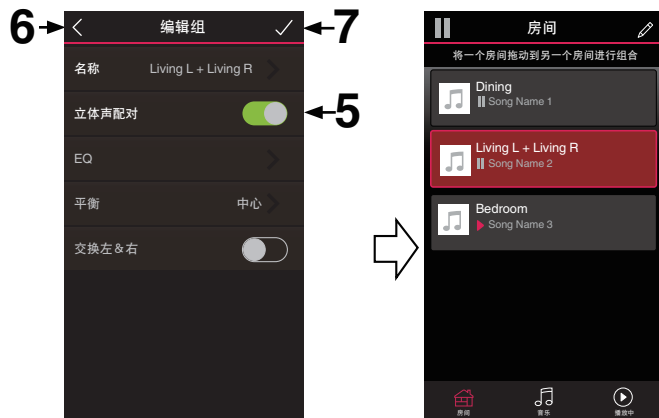 6
编辑组
7
名称 Living L + Living R
立体声配对
5
EQ
平衡 中心
交换左&右
房间
将一个房间拖动到另一个房间进行组合
Dining
Song Name 1
Living L + Living R
Song Name 2
Bedroom
Song Name 3
房间 音乐 播放中